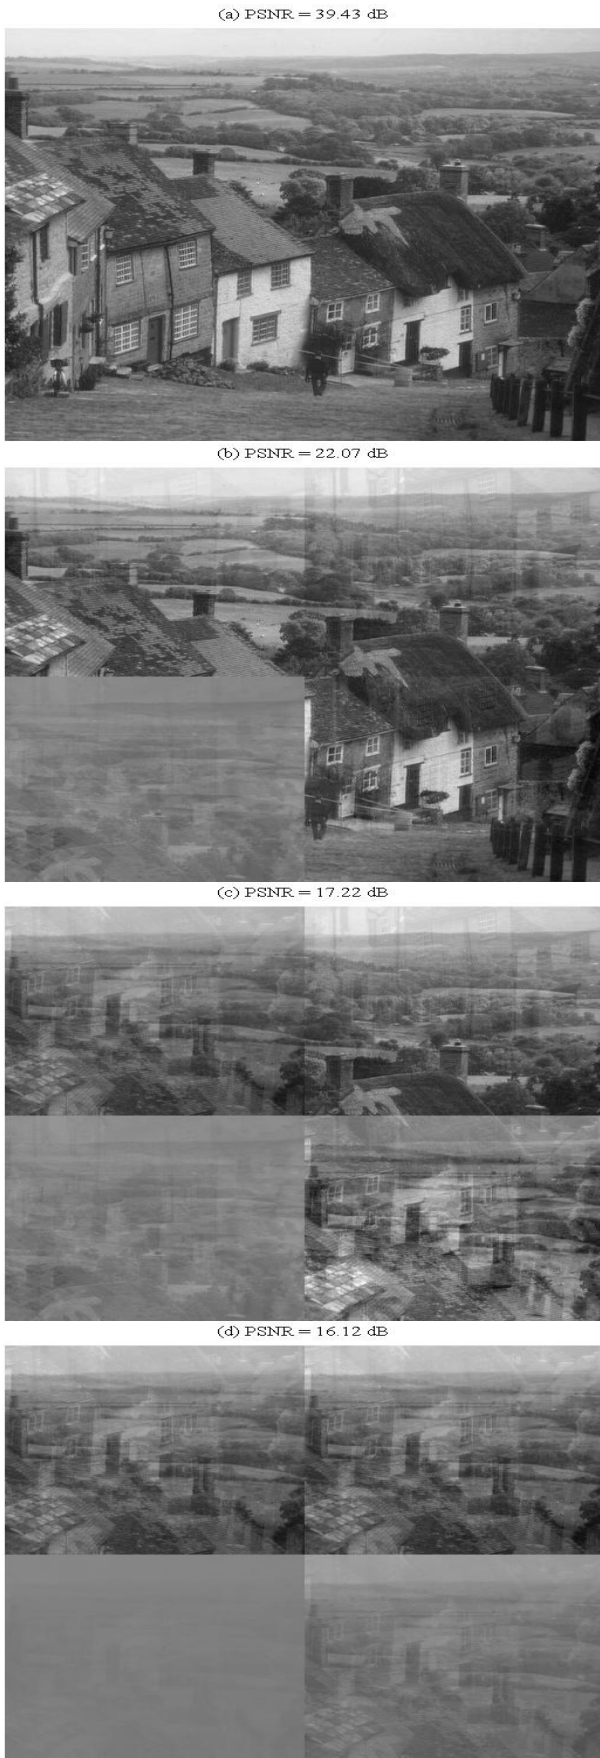 (a) PSNR = 39.43 dB
(b) PSNR = 22.07 dB
(c) PSNR = 17.22 dB
(d) PSNR = 16.12 dB